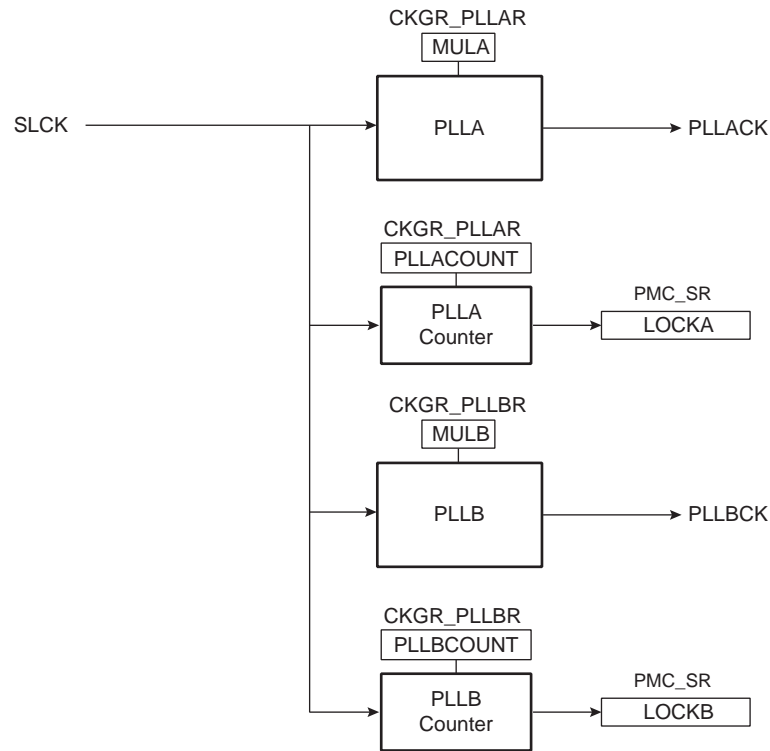 CKGR_PLLAR
MULA
SLCK
PLLA
PLLACK
CKGR_PLLAR
PLLACOUNT
PLLA
Counter
PMC_SR
LOCKA
CKGR_PLLBR
MULB
PLLB
PLLBCK
CKGR_PLLBR
PLLBCOUNT
PLLB
Counter
PMC_SR
LOCKB